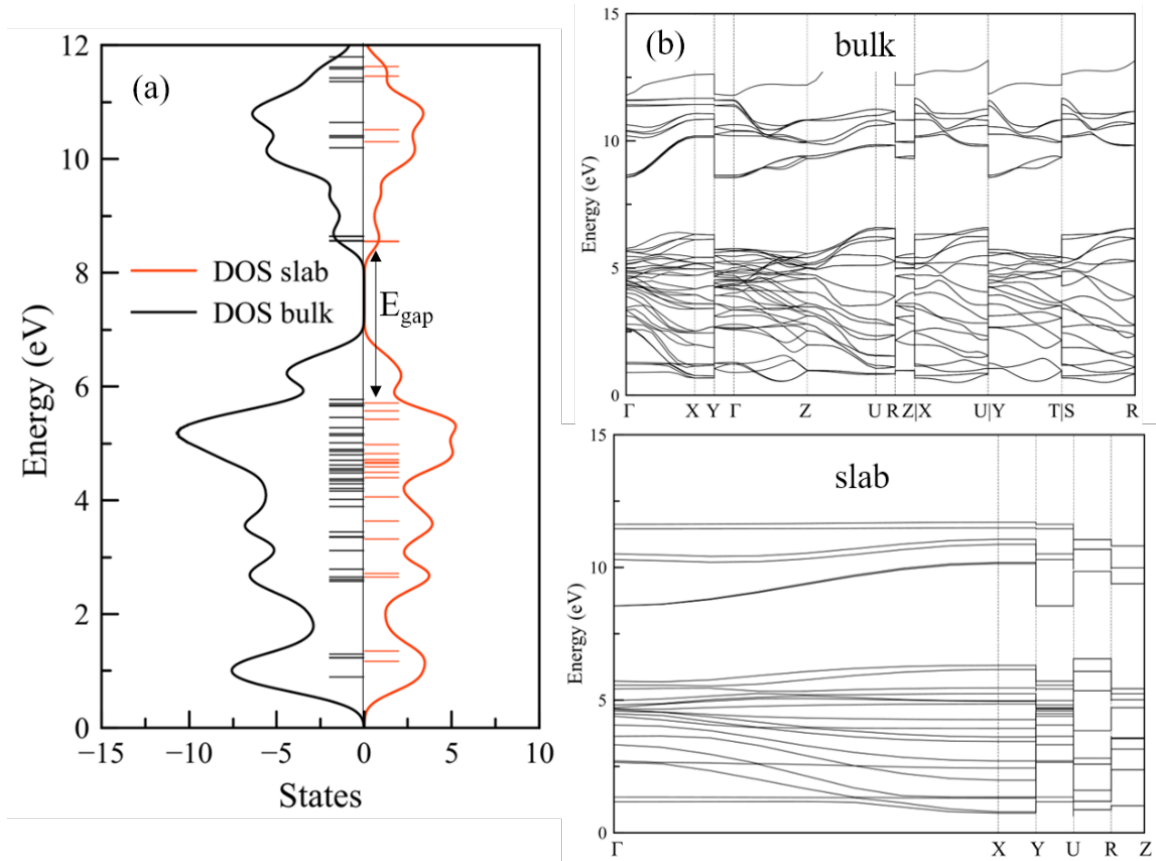 (a)
12
10
8
6
4
2
0
Energy (eV)
DOS slab
DOS bulk
E_gap
−15 −10 −5 0 5 10
States
(b)
bulk
15
10
5
0
Energy (eV)
Γ X Y Γ Z U R Z|X U|Y T|S R
slab
15
10
5
0
Energy (eV)
Γ X Y U R Z